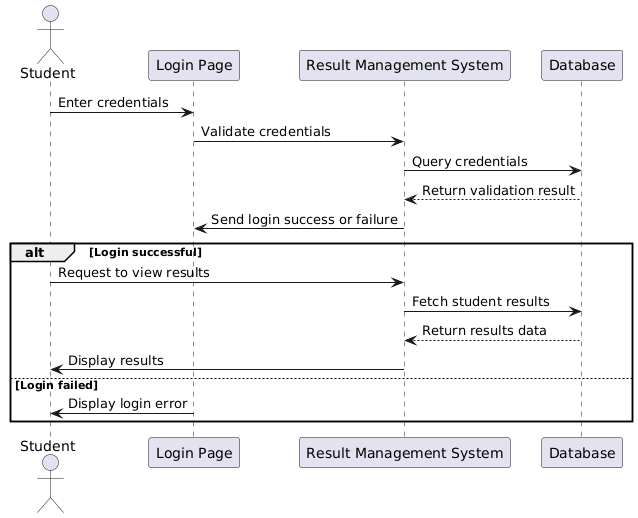 Student
Login Page
Result Management System
Database
Enter credentials
Validate credentials
Query credentials
Return validation result
Send login success or failure
alt [Login successful]
Request to view results
Fetch student results
Return results data
Display results
[Login failed]
Display login error
Student
Login Page
Result Management System
Database